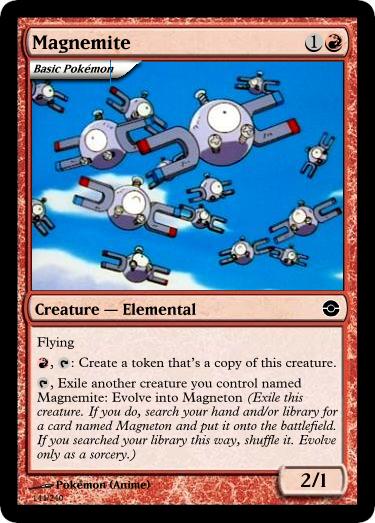 Magnemite 1
Basic Pokémon
Creature — Elemental
Flying
, : Create a token that's a copy of this creature.
, Exile another creature you control named
Magnemite: Evolve into Magneton (Exile this
creature. If you do, search your hand and/or library for
a card named Magneton and put it onto the battlefield.
If you searched your library this way, shuffle it. Evolve
only as a sorcery.)
Pokémon (Anime)
2/1